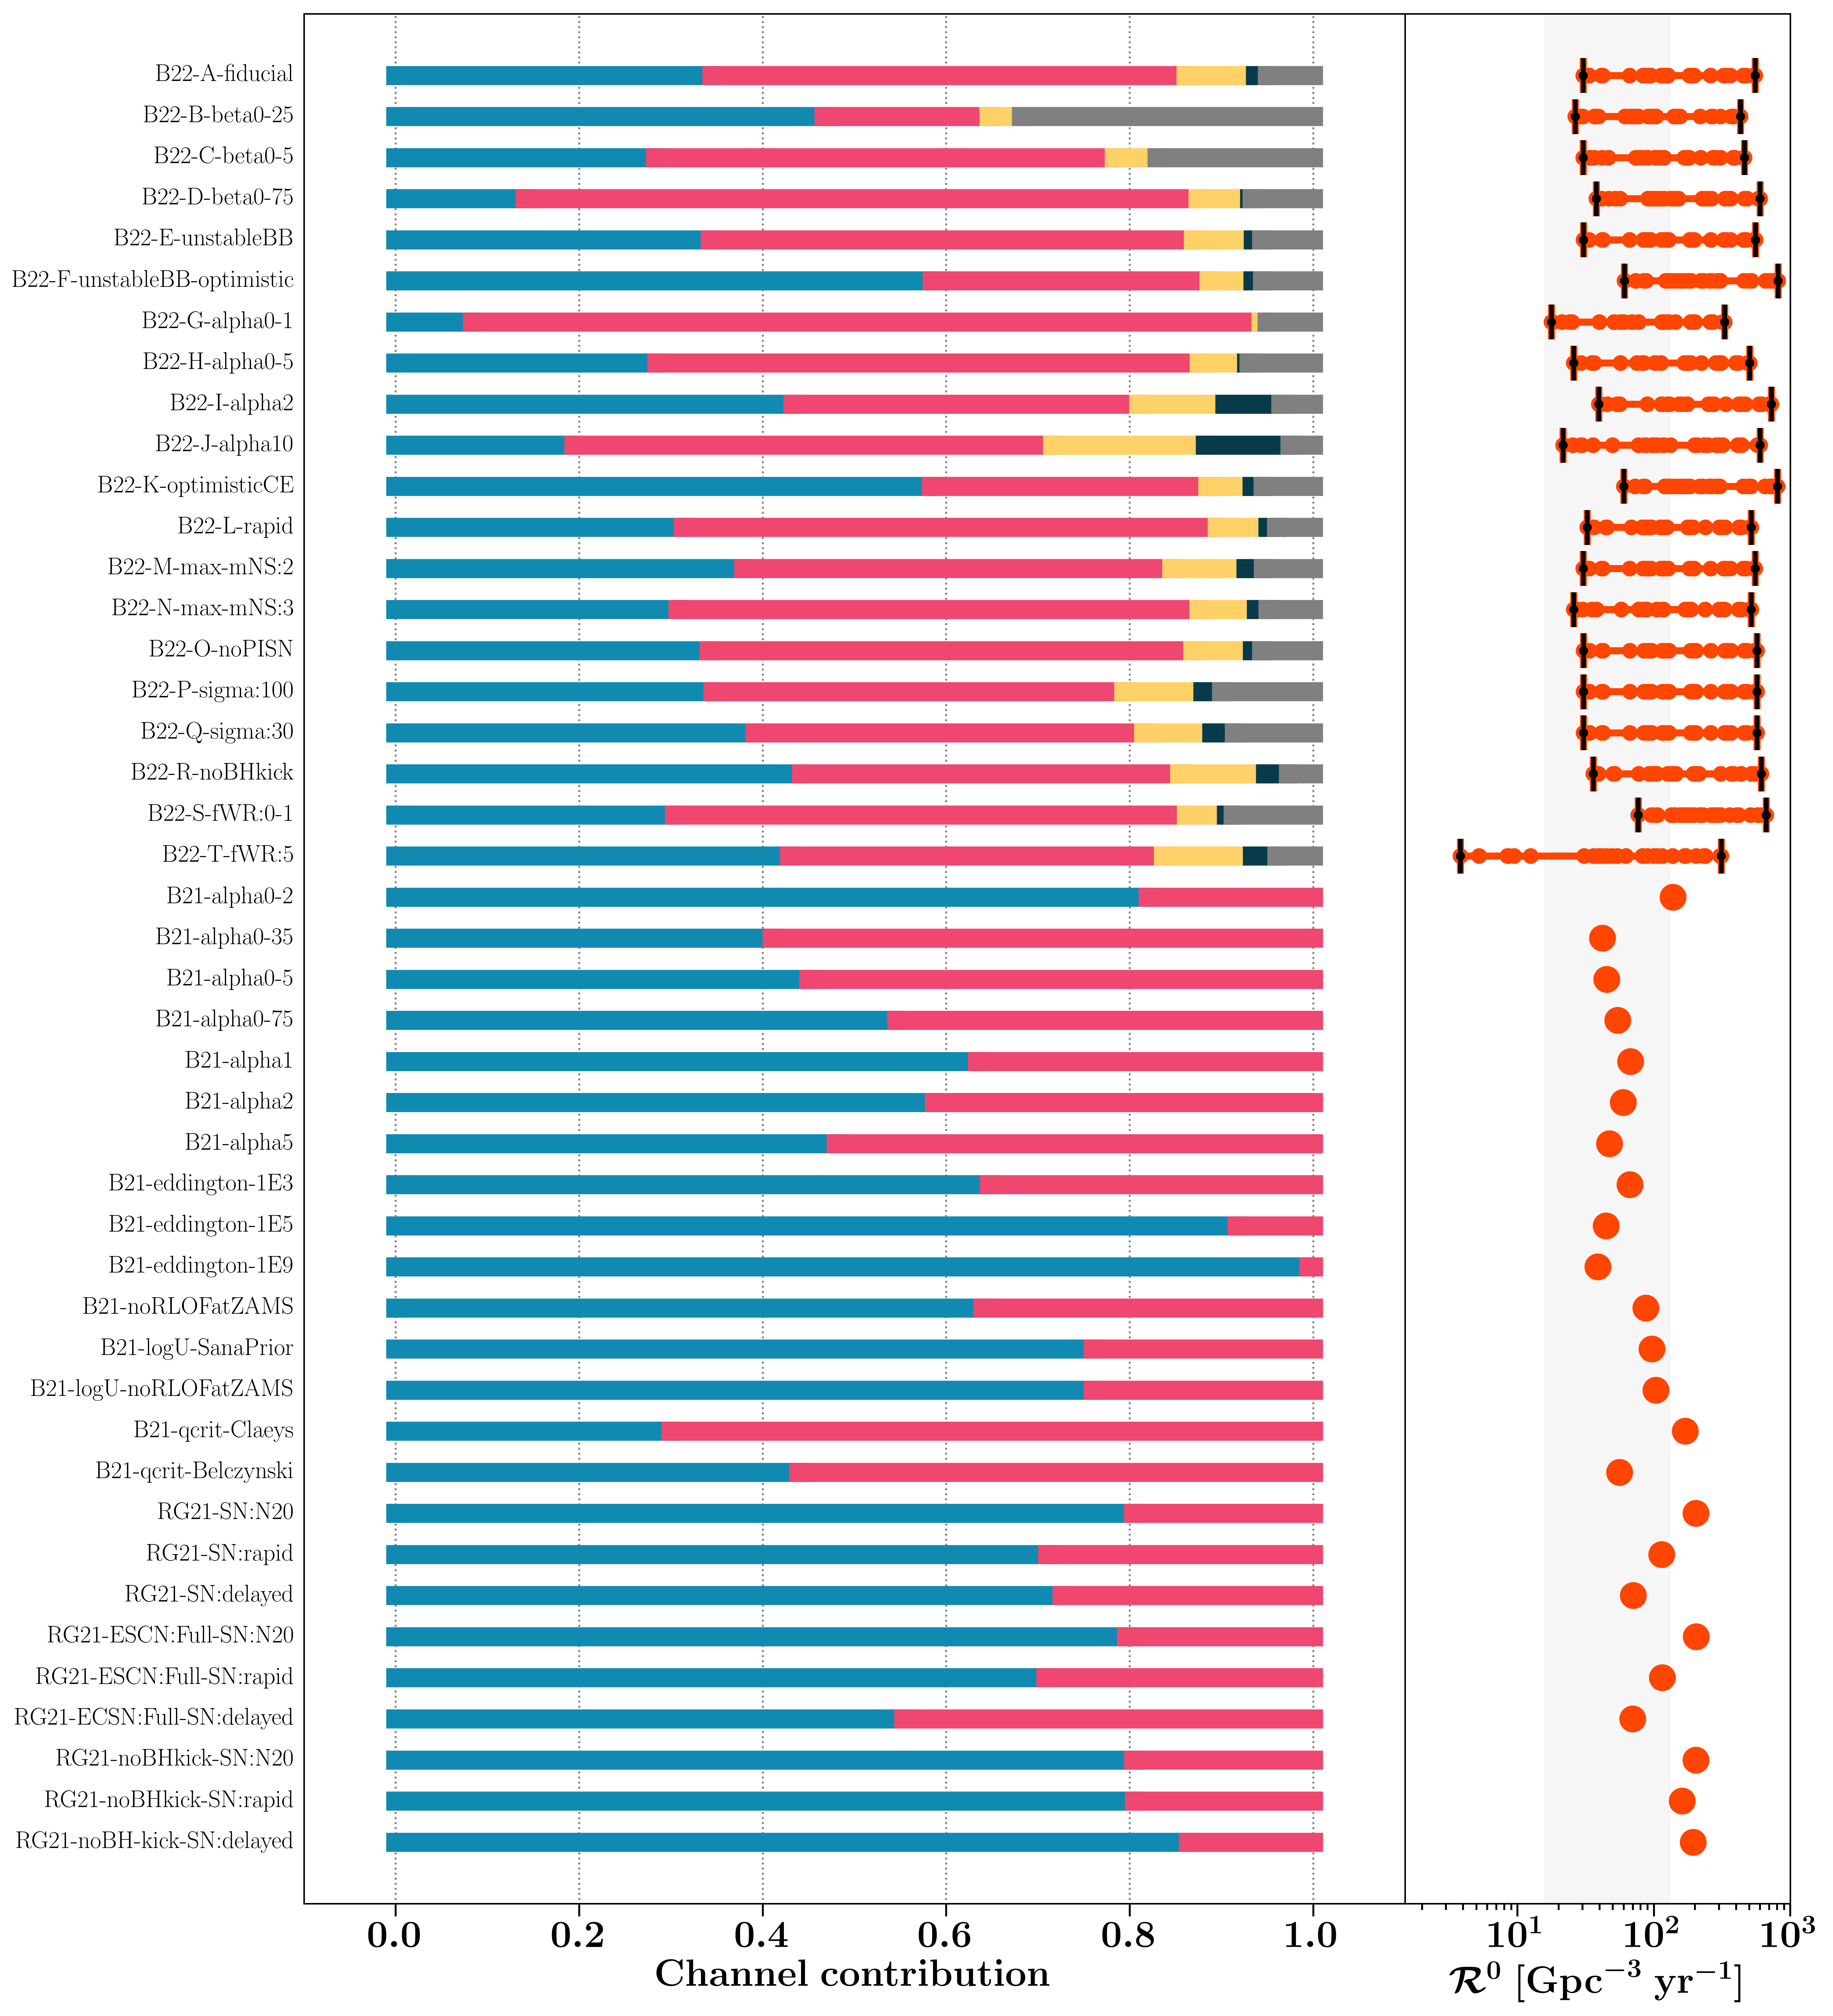 B22-A-fiducial
B22-B-beta0-25
B22-C-beta0-5
B22-D-beta0-75
B22-E-unstableBB
B22-F-unstableBB-optimistic
B22-G-alpha0-1
B22-H-alpha0-5
B22-I-alpha2
B22-J-alpha10
B22-K-optimisticCE
B22-L-rapid
B22-M-max-mNS:2
B22-N-max-mNS:3
B22-O-noPISN
B22-P-sigma:100
B22-Q-sigma:30
B22-R-noBHkick
B22-S-fWR:0-1
B22-T-fWR:5
B21-alpha0-2
B21-alpha0-35
B21-alpha0-5
B21-alpha0-75
B21-alpha1
B21-alpha2
B21-alpha5
B21-eddington-1E3
B21-eddington-1E5
B21-eddington-1E9
B21-noRLOFatZAMS
B21-logU-SanaPrior
B21-logU-noRLOFatZAMS
B21-qcrit-Claeys
B21-qcrit-Belczynski
RG21-SN:N20
RG21-SN:rapid
RG21-SN:delayed
RG21-ESCN:Full-SN:N20
RG21-ESCN:Full-SN:rapid
RG21-ECSN:Full-SN:delayed
RG21-noBHkick-SN:N20
RG21-noBHkick-SN:rapid
RG21-noBH-kick-SN:delayed
0.0 0.2 0.4 0.6 0.8 1.0
Channel contribution
10¹ 10² 10³
𝓡⁰ [Gpc⁻³ yr⁻¹]